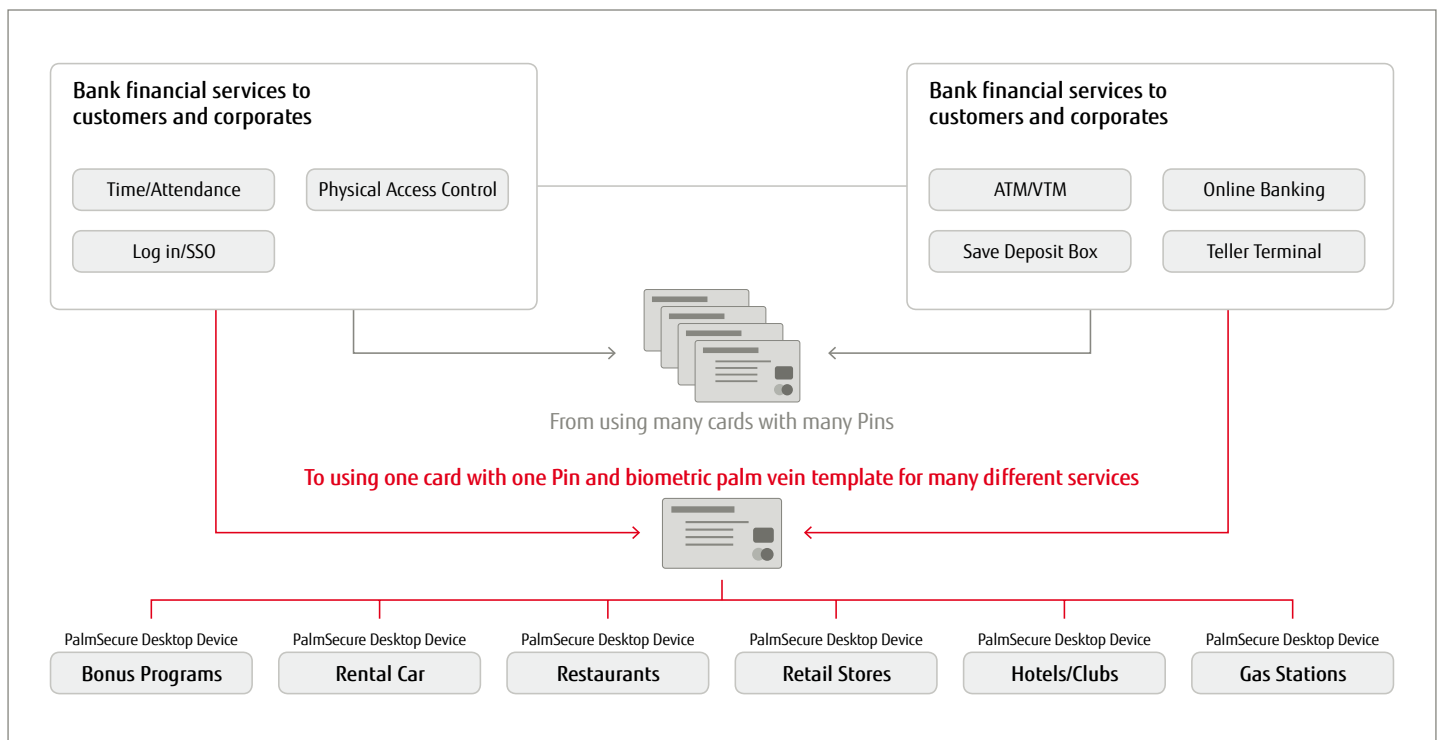 Bank financial services to
customers and corporates
Time/Attendance
Physical Access Control
Log in/SSO
Bank financial services to
customers and corporates
ATM/VTM
Online Banking
Save Deposit Box
Teller Terminal
From using many cards with many Pins
To using one card with one Pin and biometric palm vein template for many different services
PalmSecure Desktop Device
Bonus Programs
PalmSecure Desktop Device
Rental Car
PalmSecure Desktop Device
Restaurants
PalmSecure Desktop Device
Retail Stores
PalmSecure Desktop Device
Hotels/Clubs
PalmSecure Desktop Device
Gas Stations